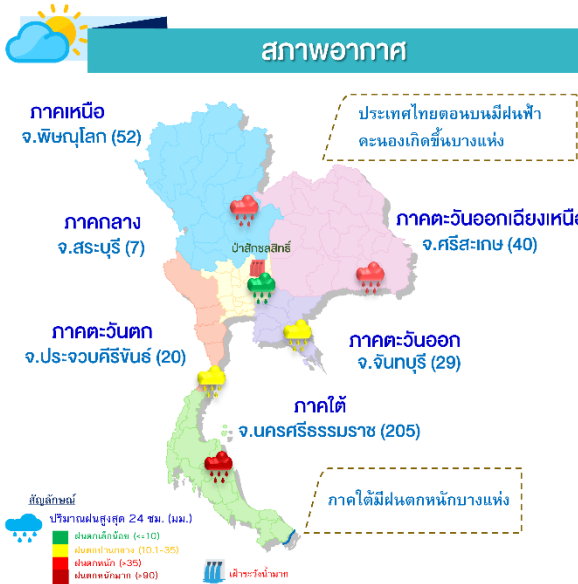 สภาพอากาศ
ภาคเหนือ
จ.พิษณุโลก (52)
ประเทศไทยตอนบนมีฝนฟ้า
คะนองเกิดขึ้นบางแห่ง
ภาคกลาง
จ.สระบุรี (7)
ป่าสักชลสิทธิ์
ภาคตะวันออกเฉียงเหนือ
จ.ศรีสะเกษ (40)
ภาคตะวันตก
จ.ประจวบคีรีขันธ์ (20)
ภาคตะวันออก
จ.จันทบุรี (29)
ภาคใต้
จ.นครศรีธรรมราช (205)
ภาคใต้มีฝนตกหนักบางแห่ง
สัญลักษณ์
ปริมาณฝนสูงสุด 24 ชม. (มม.)
ฝนตกเล็กน้อย (<=10)
ฝนตกปานกลาง (10.1-35)
ฝนตกหนัก (>35)
ฝนตกหนักมาก (>90)
เฝ้าระวังน้ำมาก